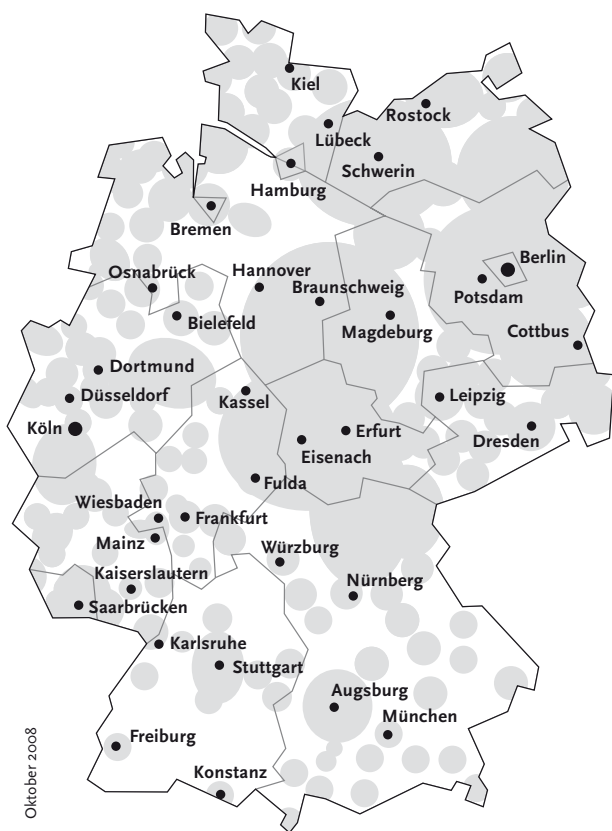 Kiel
Rostock
Lübeck
Schwerin
Hamburg
Bremen
Berlin
Osnabrück
Hannover
Braunschweig
Potsdam
Bielefeld
Magdeburg
Cottbus
Dortmund
Düsseldorf
Kassel
Leipzig
Köln
Erfurt
Dresden
Eisenach
Fulda
Wiesbaden
Frankfurt
Mainz
Würzburg
Kaiserslautern
Nürnberg
Saarbrücken
Karlsruhe
Stuttgart
Augsburg
München
Freiburg
Konstanz
Oktober 2008